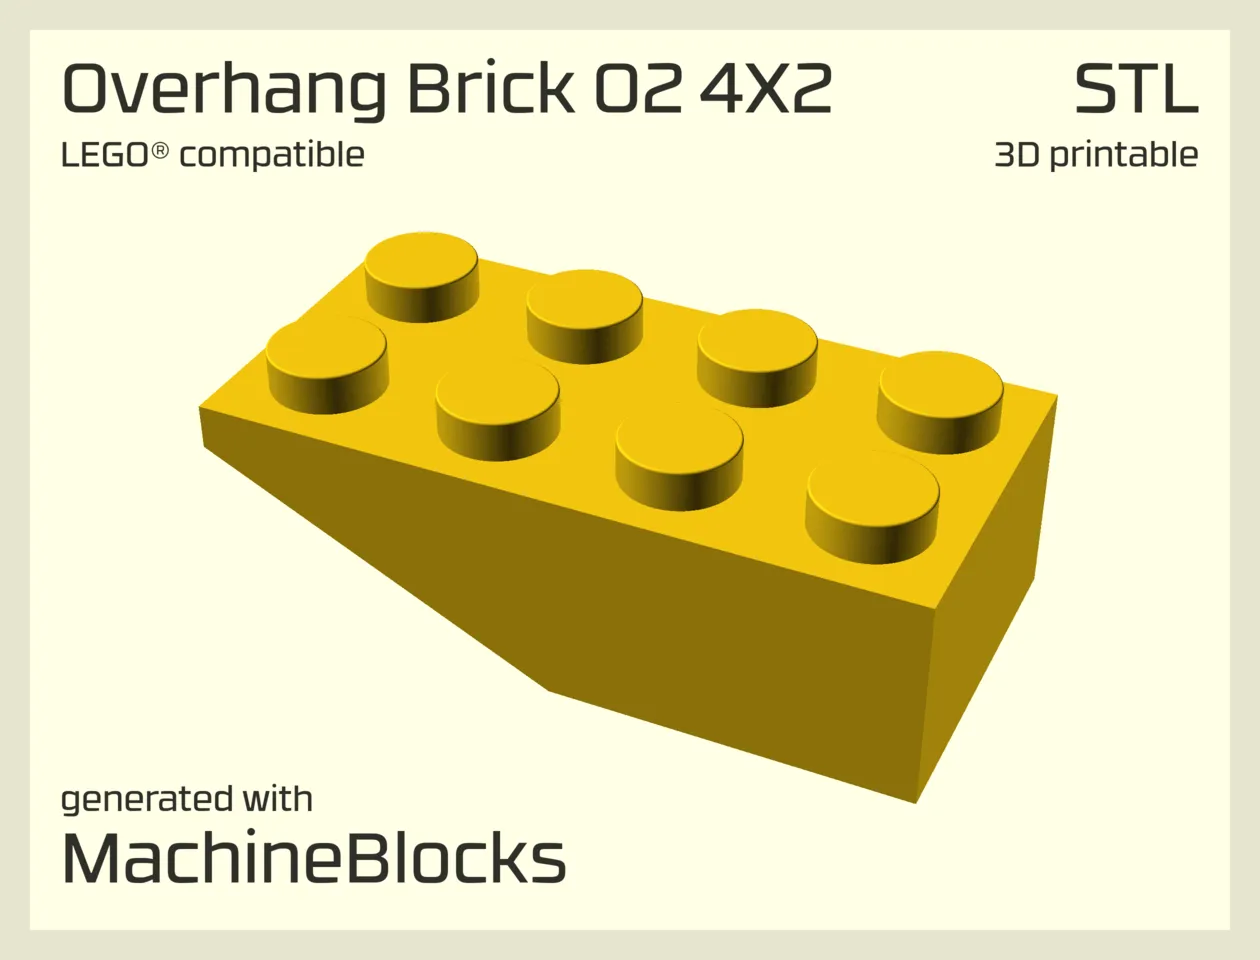 Overhang Brick 02 4X2
STL
LEGO® compatible
3D printable
generated with
MachineBlocks